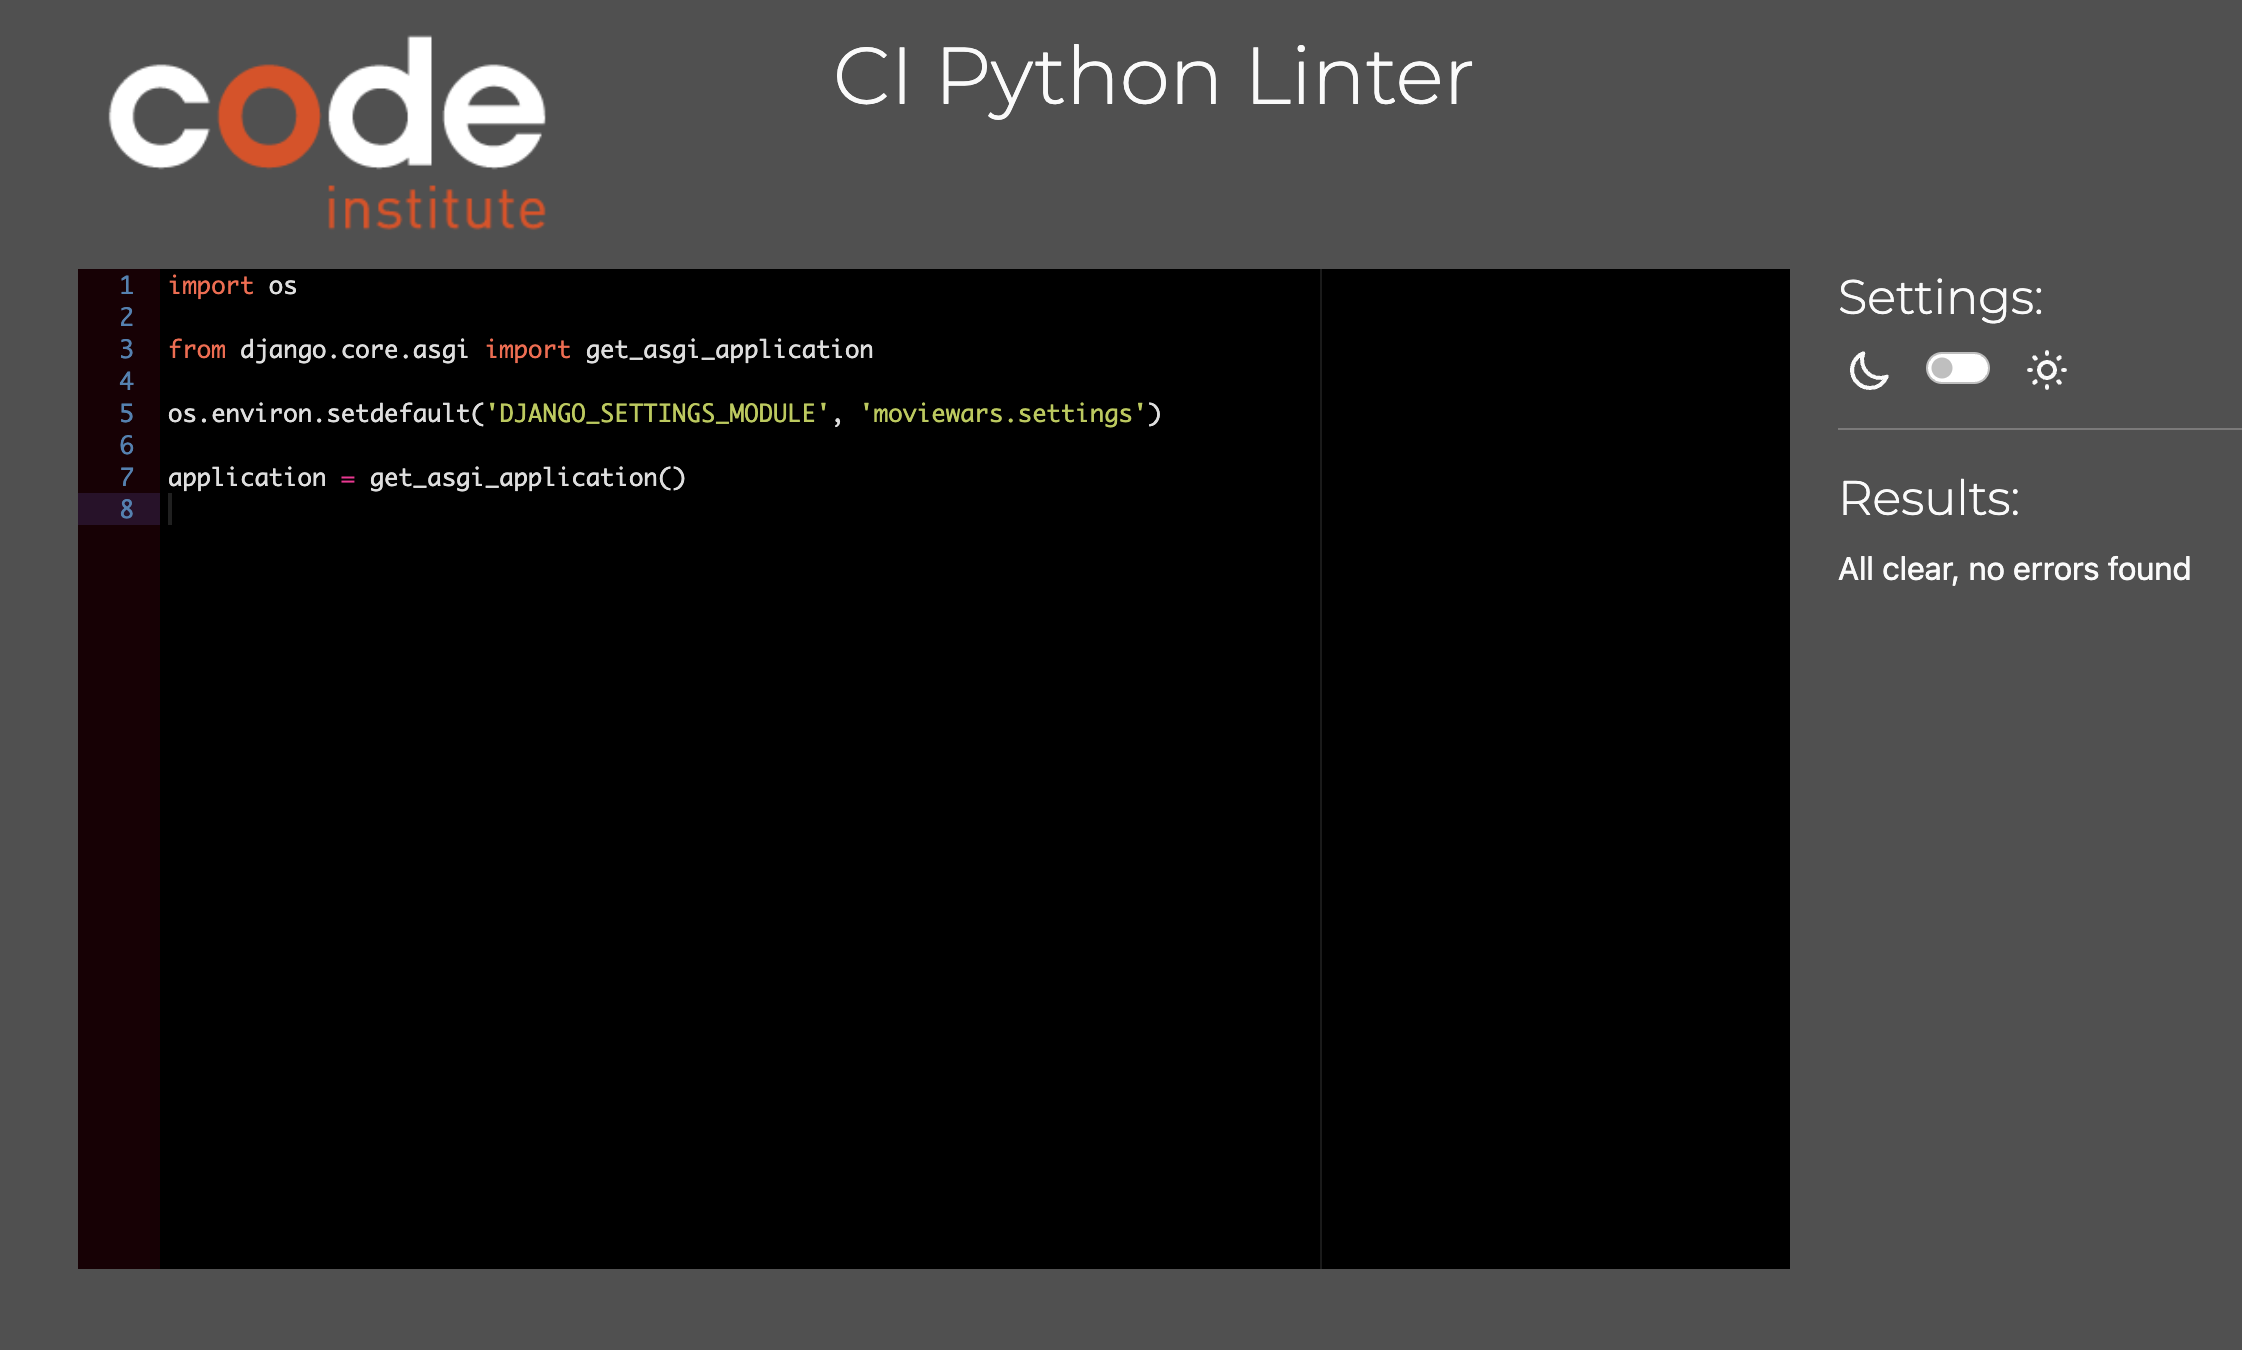 code
institute
CI Python Linter
1 import os
2
3 from django.core.asgi import get_asgi_application
4
5 os.environ.setdefault('DJANGO_SETTINGS_MODULE', 'moviewars.settings')
6
7 application = get_asgi_application()
8
Settings:
Results:
All clear, no errors found